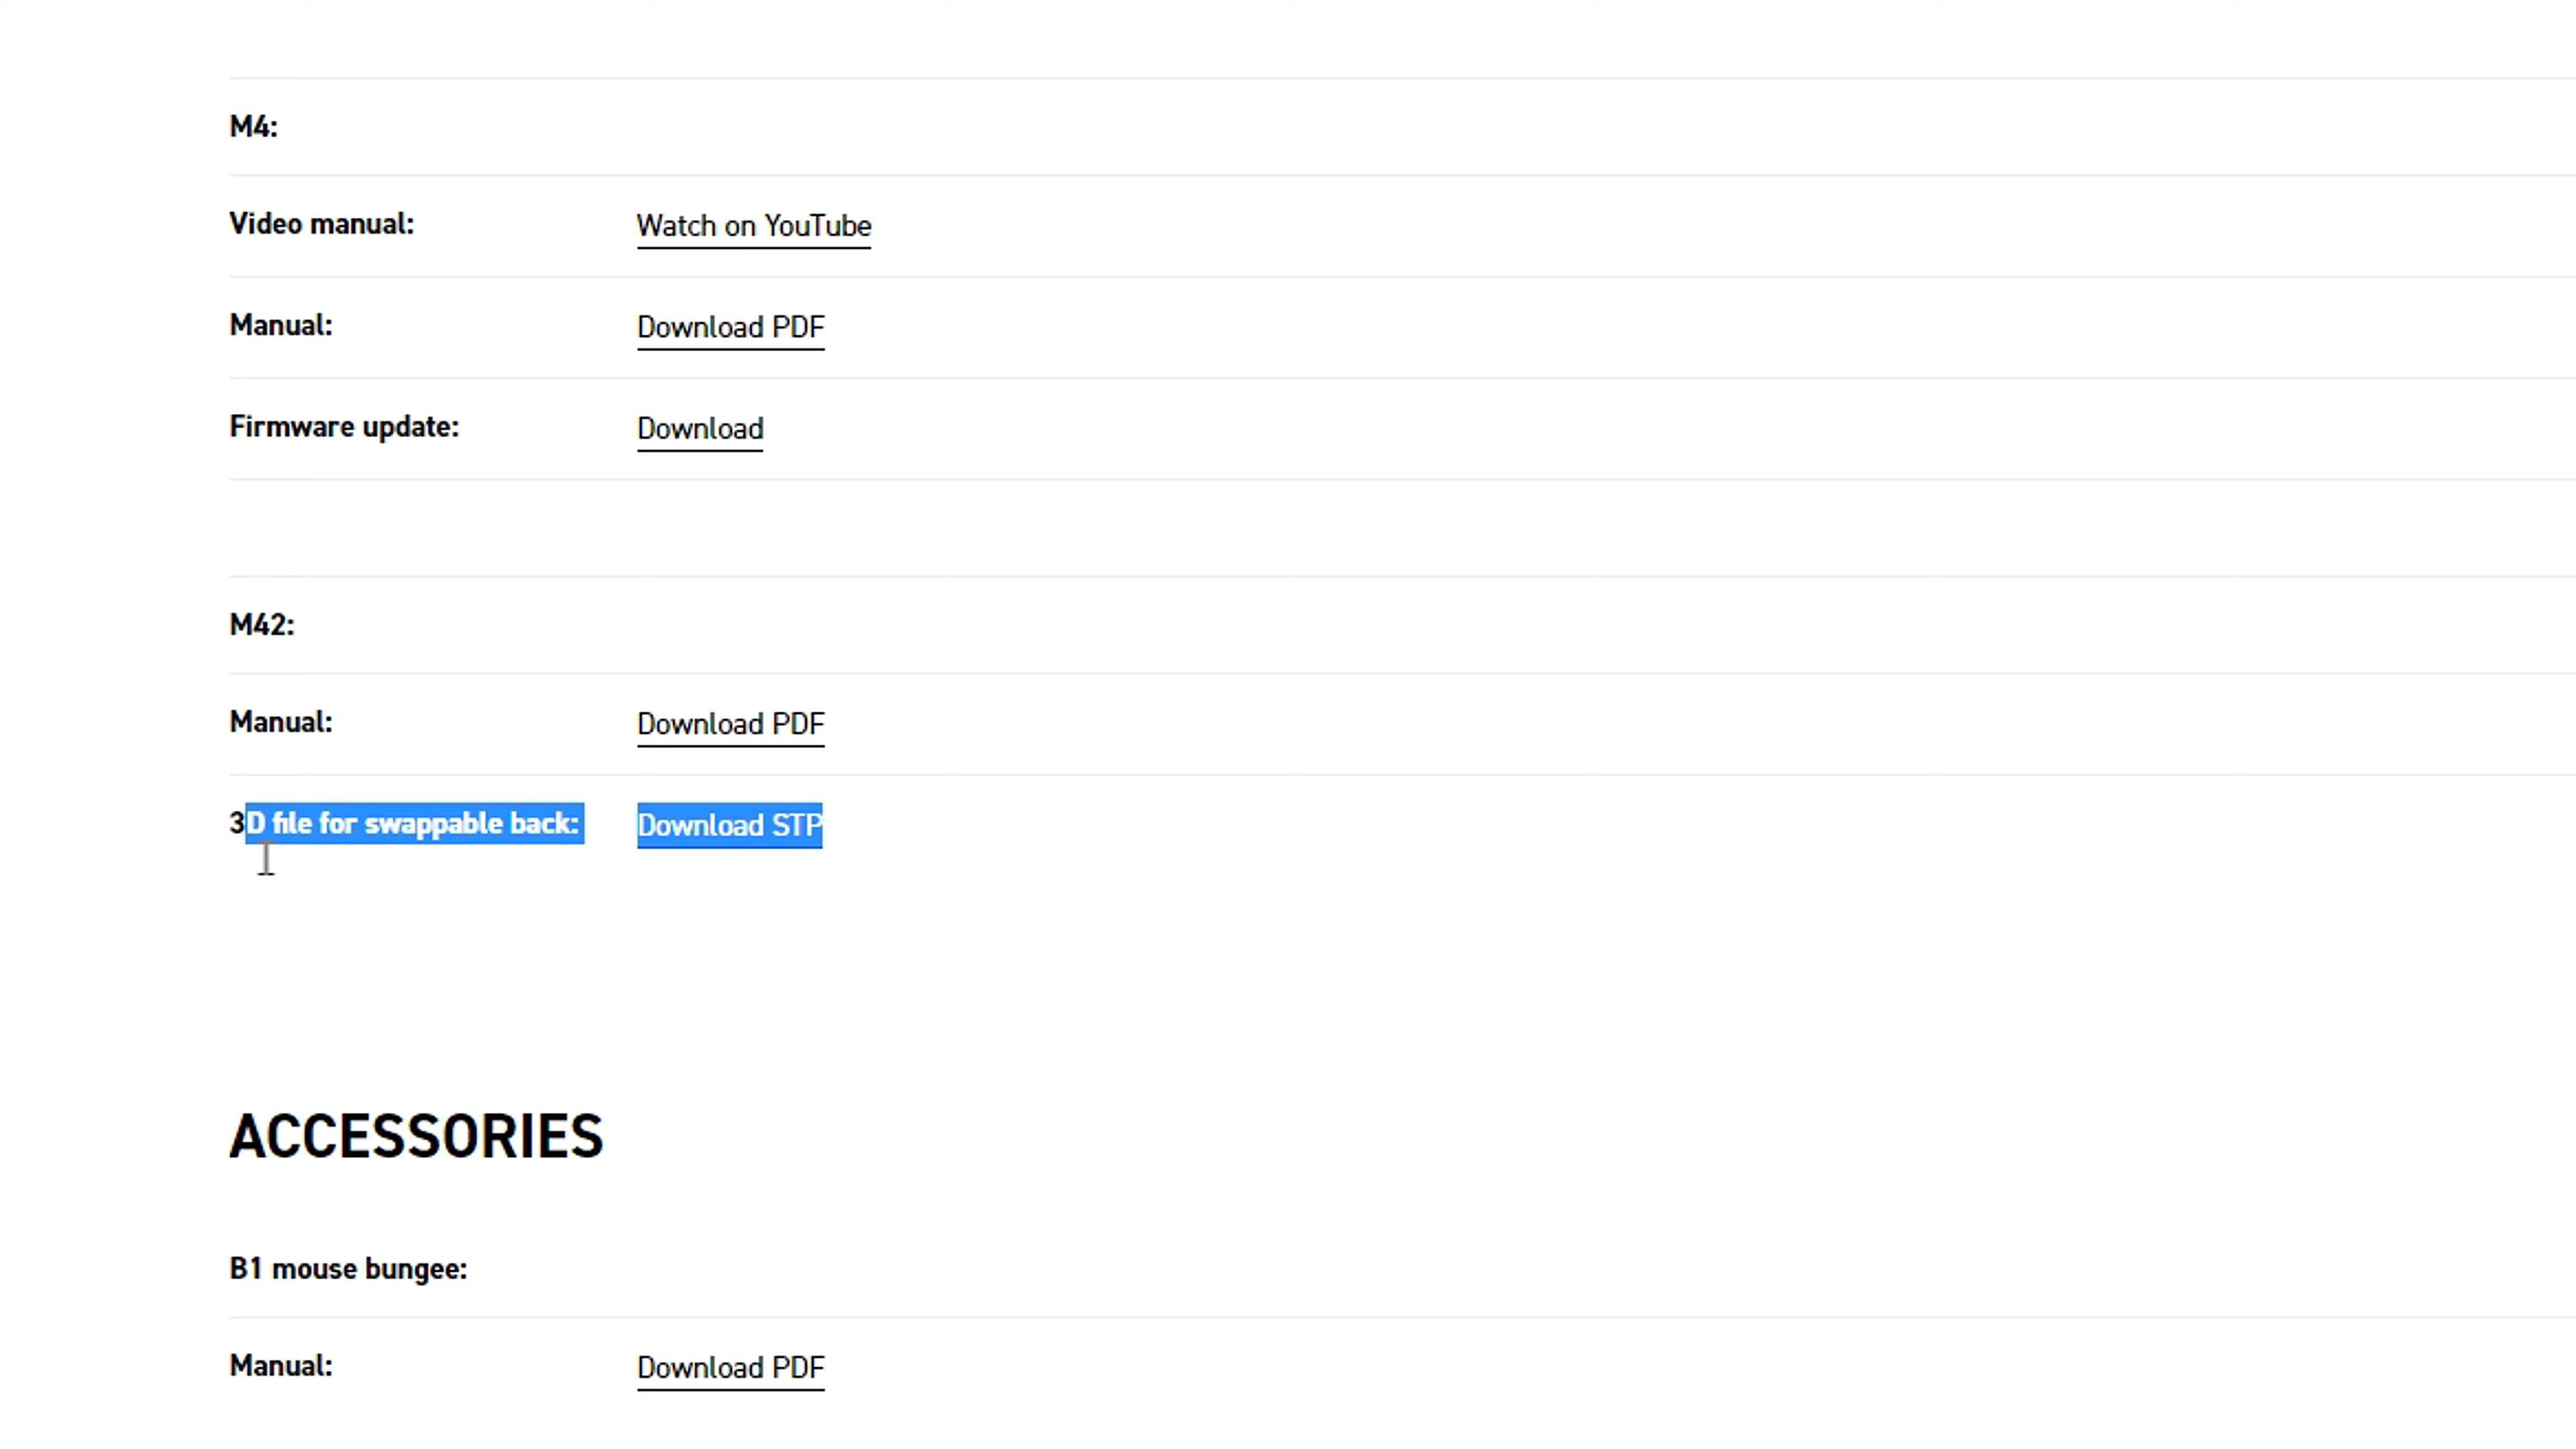 M4:
Video manual: Watch on YouTube
Manual: Download PDF
Firmware update: Download
M42:
Manual: Download PDF
3D file for swappable back: Download STP
ACCESSORIES
B1 mouse bungee:
Manual: Download PDF